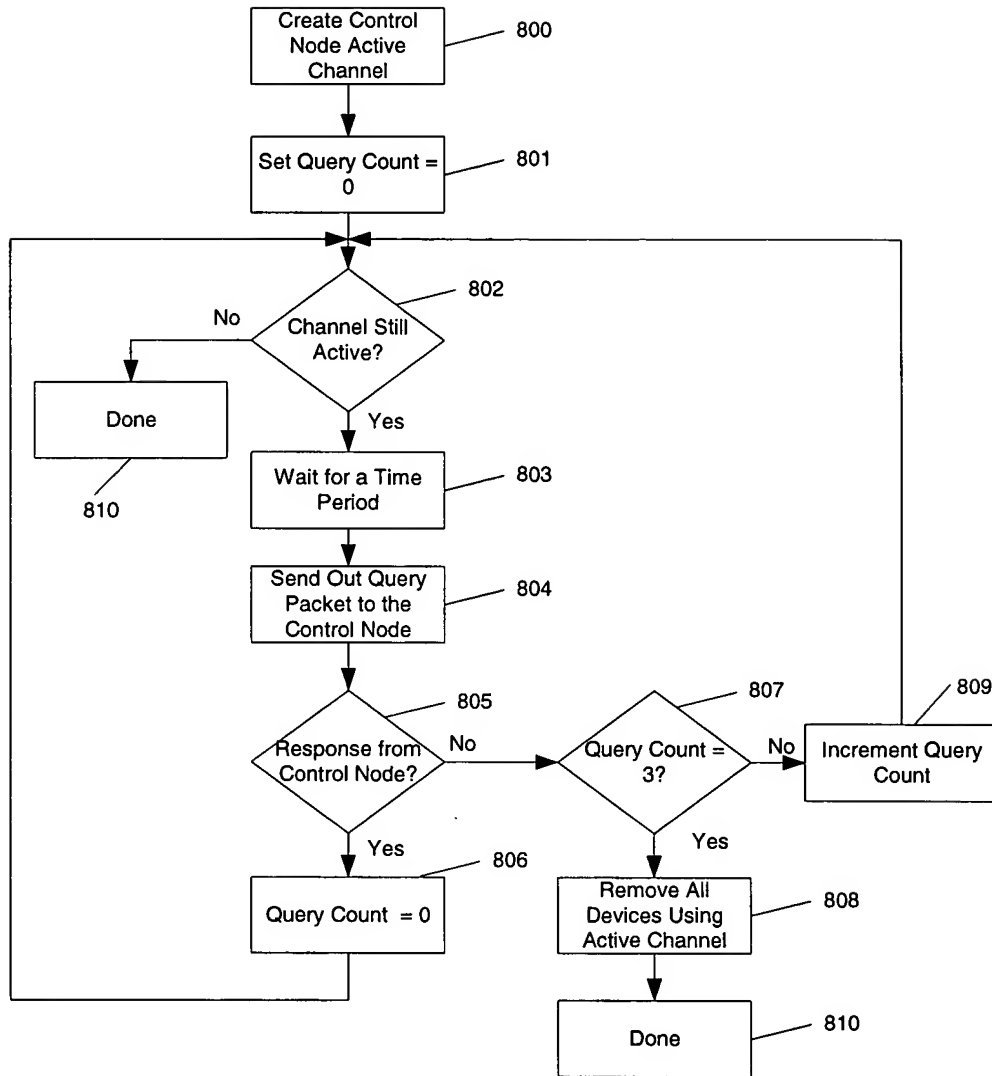 Create Control
Node Active
Channel
800
Set Query Count =
0
801
802
No
Channel Still
Active?
Done
Yes
810
Wait for a Time
Period
803
Send Out Query
Packet to the
Control Node
804
805
807
809
Response from
Control Node?
No
Query Count =
3?
No
Increment Query
Count
Yes
806
Yes
Query Count = 0
Remove All
Devices Using
Active Channel
808
Done
810